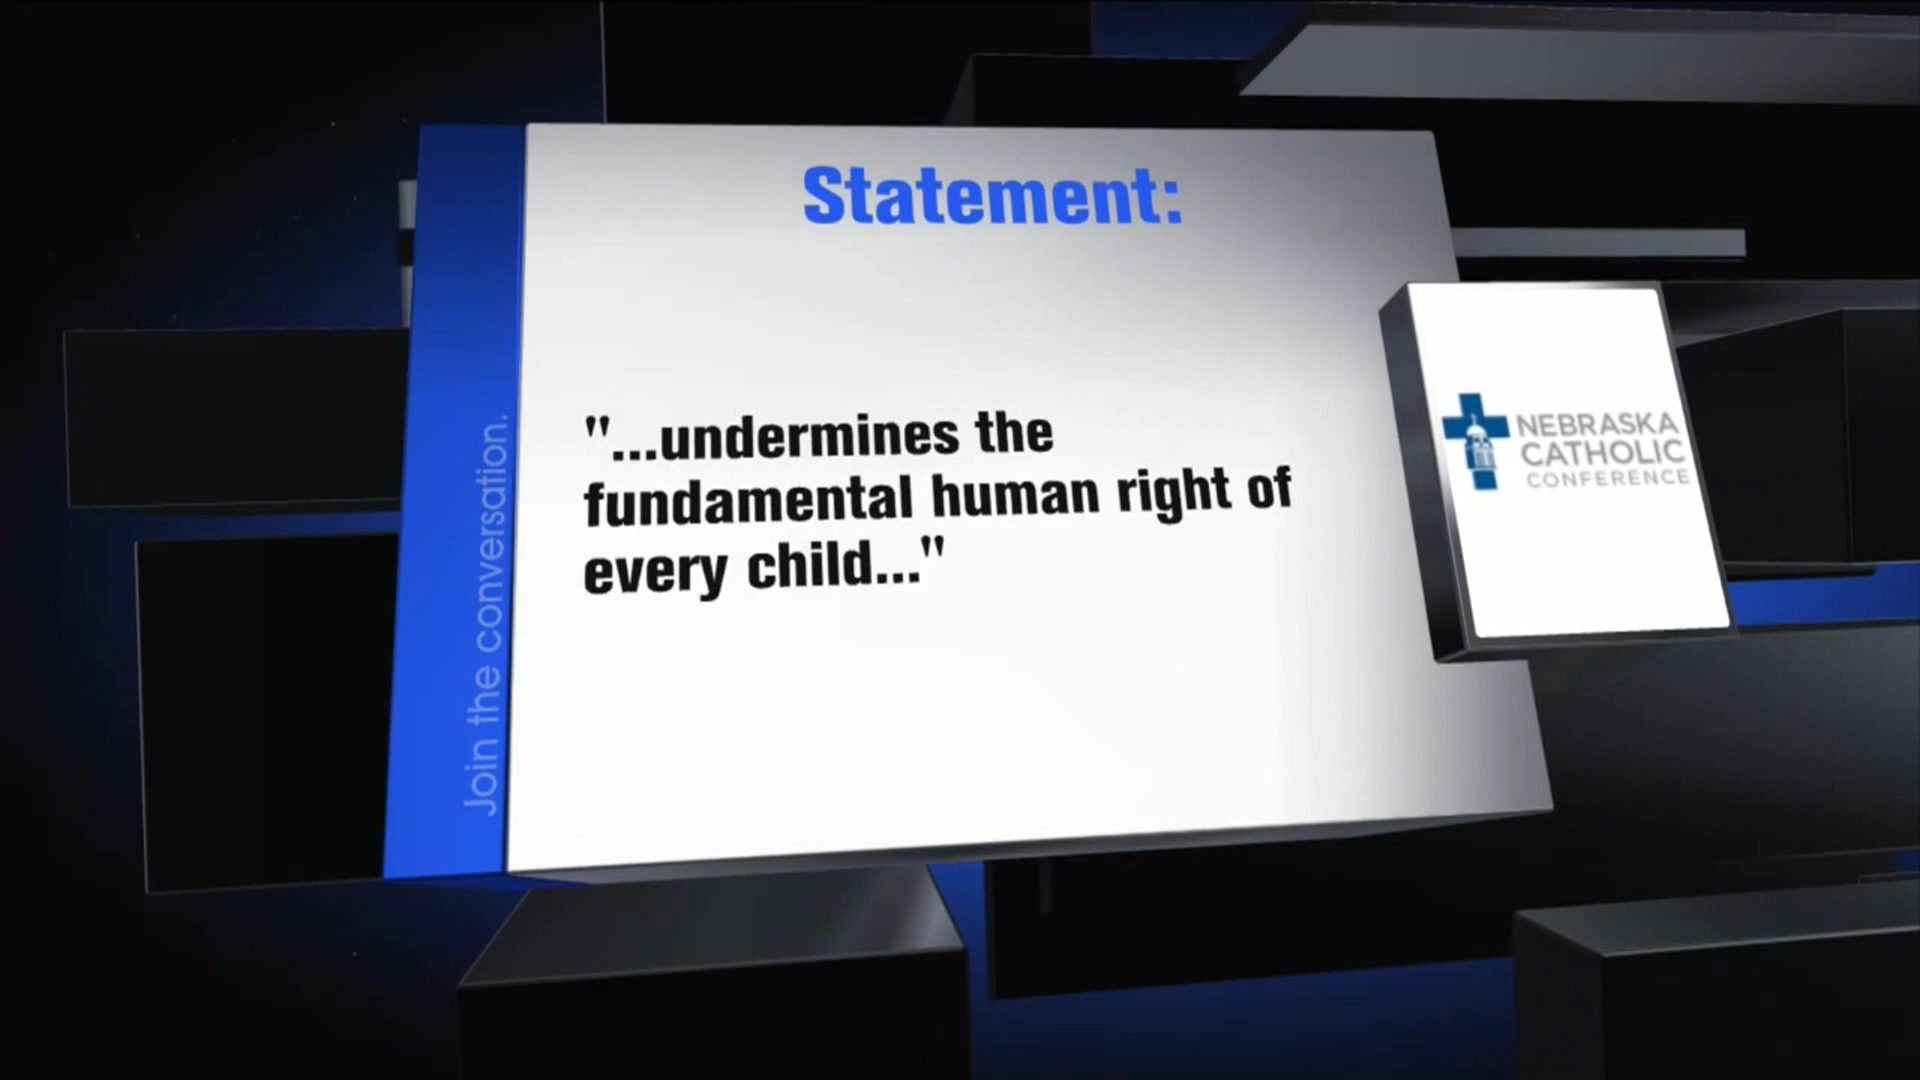 Statement:
"...undermines the
fundamental human right of
every child..."
NEBRASKA
CATHOLIC
CONFERENCE
Join the conversation.